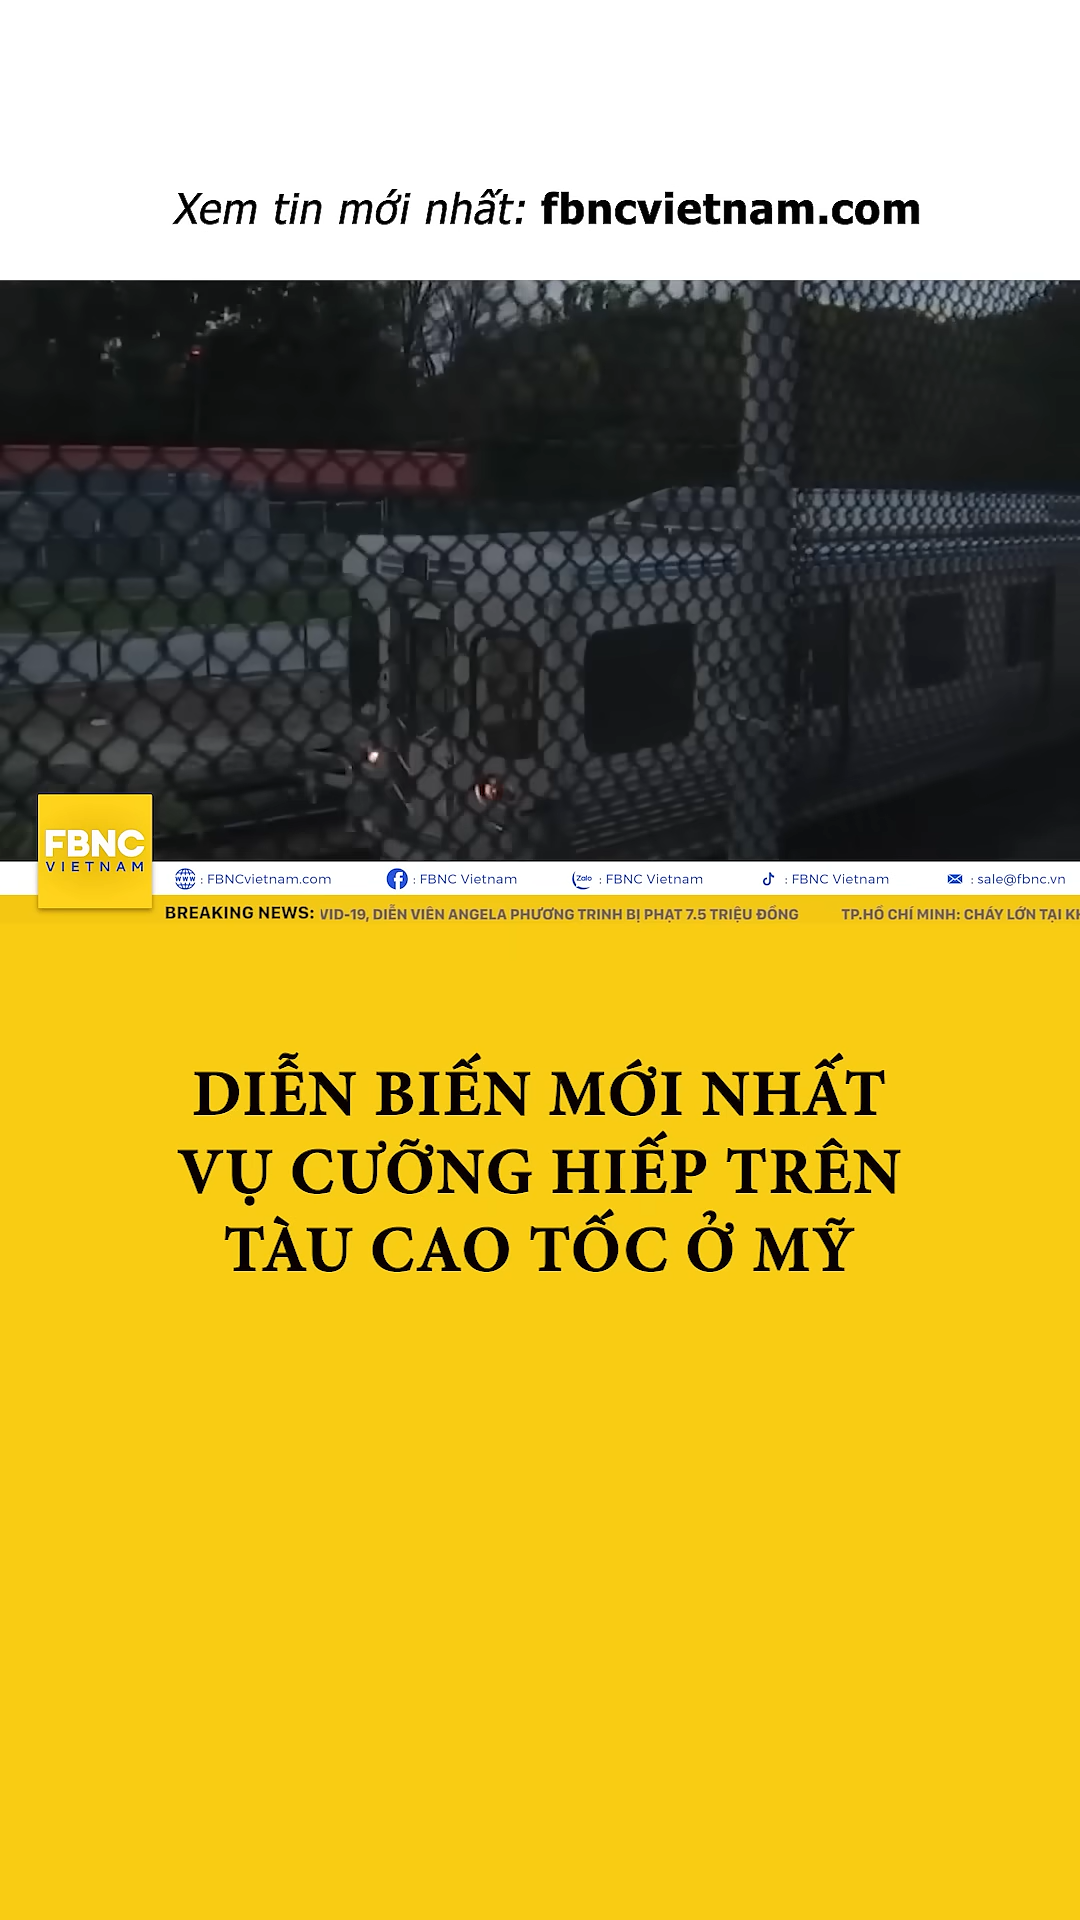 Xem tin mới nhất: fbncvietnam.com
FBNC
VIETNAM
www : FBNCvietnam.com : FBNC Vietnam Zalo : FBNC Vietnam : FBNC Vietnam : sale@fbnc.vn
BREAKING NEWS: VID-19, DIỄN VIÊN ANGELA PHƯƠNG TRINH BỊ PHẠT 7.5 TRIỆU ĐỒNG TP.HỒ CHÍ MINH: CHÁY LỚN TẠI
DIỄN BIẾN MỚI NHẤT
VỤ CƯỠNG HIẾP TRÊN
TÀU CAO TỐC Ở MỸ